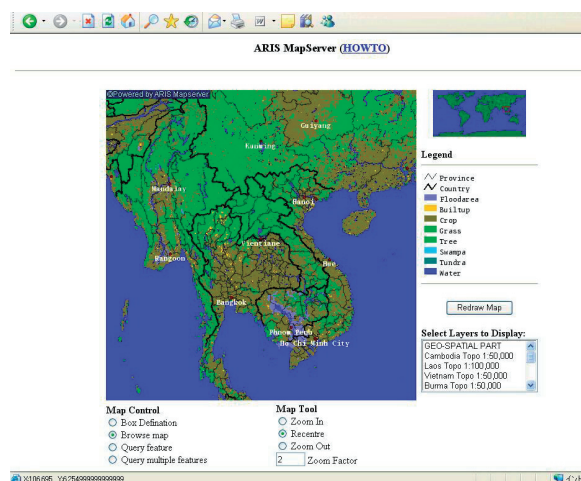 ARIS MapServer (HOWTO)
©Powered by ARIS Mapserver
Guiyang
Kunming
Mandalay
Hanoi
Vientiane
Rangoon
Hue
Bangkok
Phnom Penh
Ho Chi Minh City
Legend
Province
Country
Floodarea
Builtup
Crop
Grass
Tree
Swampa
Tundra
Water
Redraw Map
Select Layers to Display:
GEO-SPATIAL PART
Cambodia Topo 1:50,000
Laos Topo 1:100,000
Vietnam Topo 1:50,000
Burma Topo 1:50,000
Map Control
Box Defination
Browse map
Query feature
Query multiple features
Map Tool
Zoom In
Recentre
Zoom Out
2 Zoom Factor